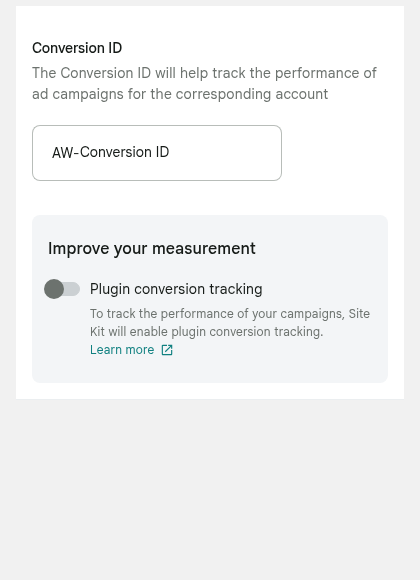 Conversion ID
The Conversion ID will help track the performance of
ad campaigns for the corresponding account
AW-Conversion ID
Improve your measurement
Plugin conversion tracking
To track the performance of your campaigns, Site
Kit will enable plugin conversion tracking.
Learn more